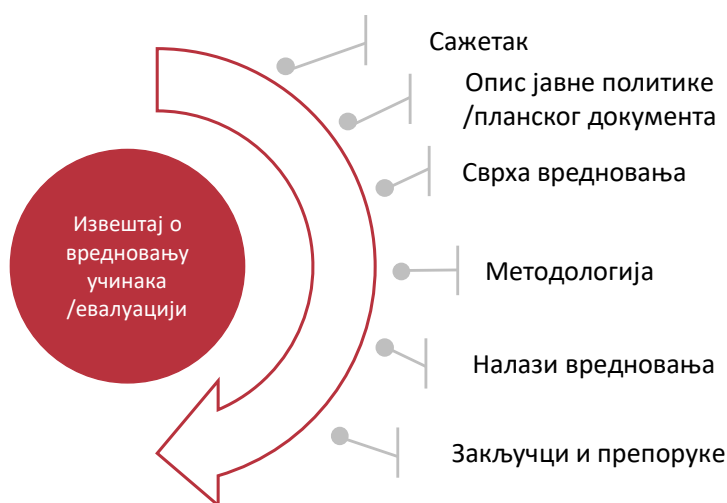 Извештај о
вредновању
учинака
/евалуацији
Сажетак
Опис јавне политике
/планског документа
Сврха вредновања
Методологија
Налази вредновања
Закључци и препоруке